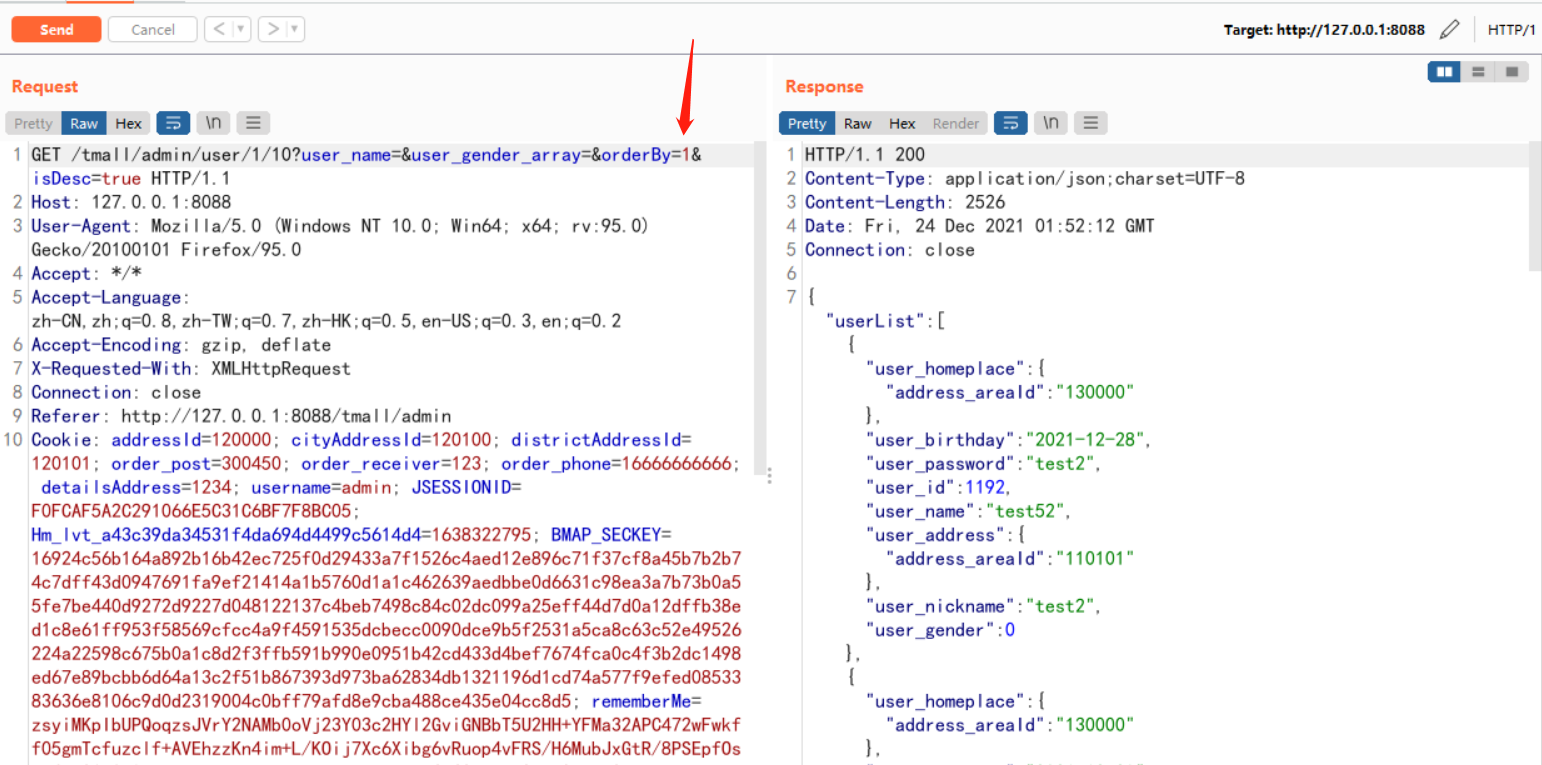 Send
Cancel
Target: http://127.0.0.1:8088
HTTP/1
Request
Pretty Raw Hex \n
1 GET /tmall/admin/user/1/10?user_name=&user_gender_array=&orderBy=1&
isDesc=true HTTP/1.1
2 Host: 127.0.0.1:8088
3 User-Agent: Mozilla/5.0 (Windows NT 10.0; Win64; x64; rv:95.0)
Gecko/20100101 Firefox/95.0
4 Accept: */*
5 Accept-Language:
zh-CN,zh;q=0.8,zh-TW;q=0.7,zh-HK;q=0.5,en-US;q=0.3,en;q=0.2
6 Accept-Encoding: gzip, deflate
7 X-Requested-With: XMLHttpRequest
8 Connection: close
9 Referer: http://127.0.0.1:8088/tmall/admin
10 Cookie: addressId=120000; cityAddressId=120100; districtAddressId=
120101; order_post=300450; order_receiver=123; order_phone=16666666666;
detailsAddress=1234; username=admin; JSESSIONID=
F0FCAF5A2C291066E5C31C6BF7F8BC05;
Hm_lvt_a43c39da34531f4da694d4499c5614d4=1638322795; BMAP_SECKEY=
16924c56b164a892b16b42ec725f0d29433a7f1526c4aed12e896c71f37cf8a45b7b2b7
4c7dff43d0947691fa9ef21414a1b5760d1a1c462639aedbbe0d6631c98ea3a7b73b0a5
5fe7be440d9272d9227d048122137c4beb7498c84c02dc099a25eff44d7d0a12dffb38e
d1c8e61ff953f58569cfcc4a9f4591535dcbecc0090dce9b5f2531a5ca8c63c52e49526
224a22598c675b0a1c8d2f3ffb591b990e0951b42cd433d4bef7674fca0c4f3b2dc1498
ed67e89bcbb6d64a13c2f51b867393d973ba62834db1321196d1cd74a577f9efed08533
83636e8106c9d0d2319004c0bff79afd8e9cba488ce435e04cc8d5; rememberMe=
zsyiMKplbUPQoqzsJVrY2NAMb0oVj23Y03c2HYl2GviGNBbT5U2HH+YFMa32APC472wFwkf
f05gmTcfuzclf+AVEhzzKn4im+L/KOij7Xc6Xibg6vRuop4vFRS/H6MubJxGtR/8PSEpfOs
Response
Pretty Raw Hex Render \n
1 HTTP/1.1 200
2 Content-Type: application/json;charset=UTF-8
3 Content-Length: 2526
4 Date: Fri, 24 Dec 2021 01:52:12 GMT
5 Connection: close
6
7 {
"userList":[
{
"user_homeplace":{
"address_areaId":"130000"
},
"user_birthday":"2021-12-28",
"user_password":"test2",
"user_id":1192,
"user_name":"test52",
"user_address":{
"address_areaId":"110101"
},
"user_nickname":"test2",
"user_gender":0
},
{
"user_homeplace":{
"address_areaId":"130000"
},